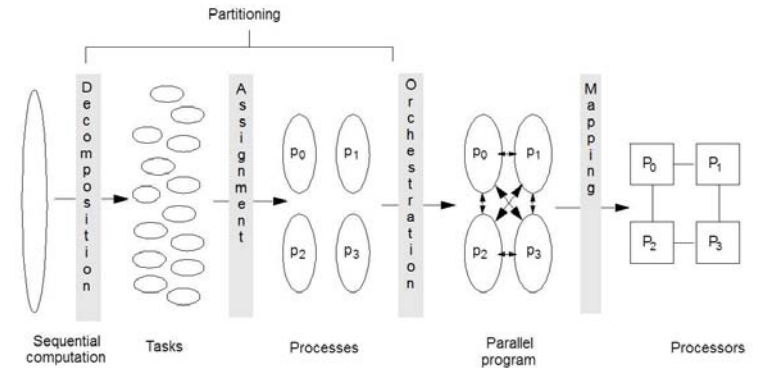 Partitioning
Decomposition
Assignment
Orchestration
Mapping
p0 p1
p2 p3
p0 p1
p2 p3
P0 P1
P2 P3
Sequential
computation
Tasks
Processes
Parallel
program
Processors